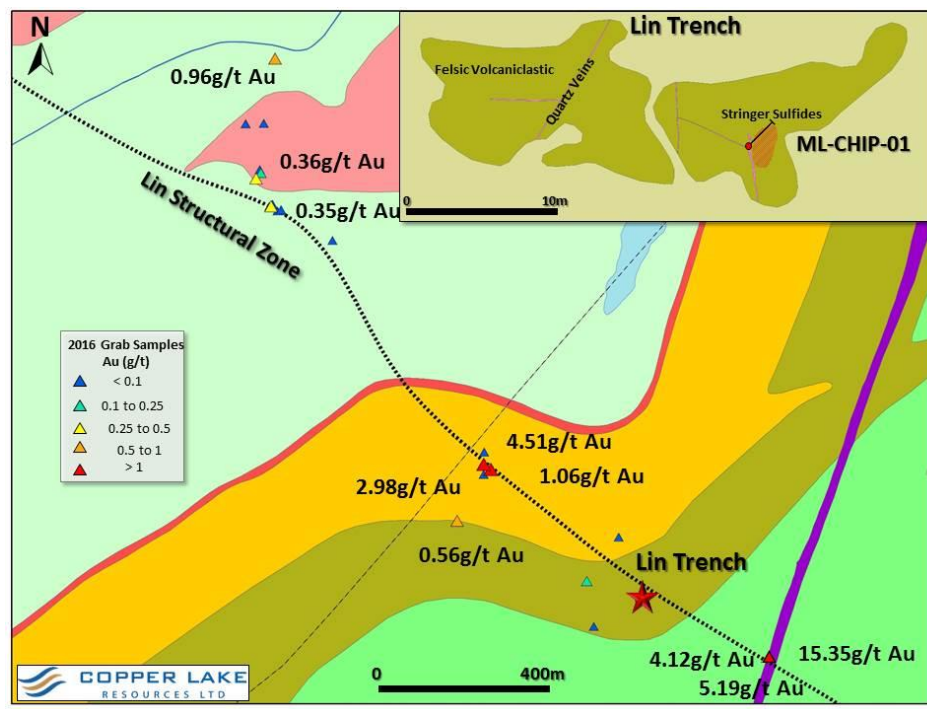 N
0.96g/t Au
0.36g/t Au
0.35g/t Au
Lin Structural Zone
Lin Trench
Felsic Volcaniclastic
Quartz Veins
Stringer Sulfides
ML-CHIP-01
0
10m
2016 Grab Samples
Au (g/t)
< 0.1
0.1 to 0.25
0.25 to 0.5
0.5 to 1
> 1
4.51g/t Au
1.06g/t Au
2.98g/t Au
0.56g/t Au
Lin Trench
4.12g/t Au
15.35g/t Au
5.19g/t Au
0
400m
COPPER LAKE
RESOURCES LTD